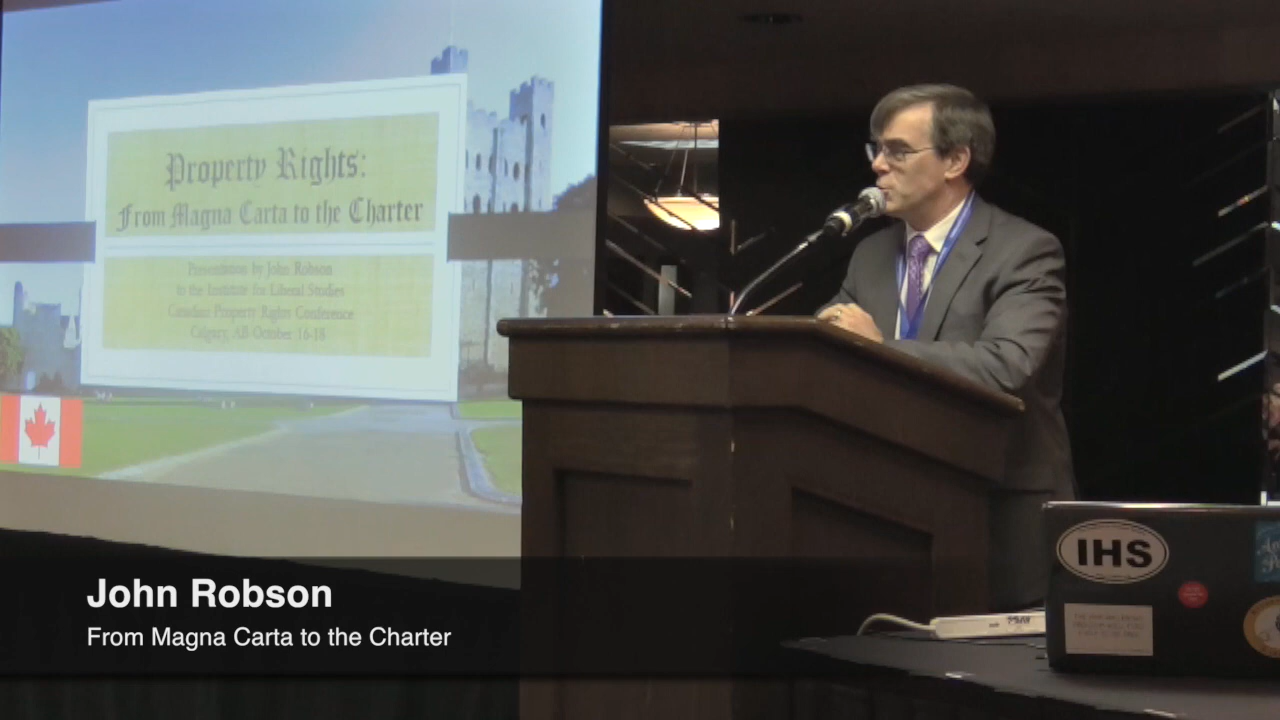 Property Rights:
From Magna Carta to the Charter
Presentation by John Robson
to the Institute for Liberal Studies
Canadian Property Rights Conference
Calgary, AB October 16-18
IHS
John Robson
From Magna Carta to the Charter